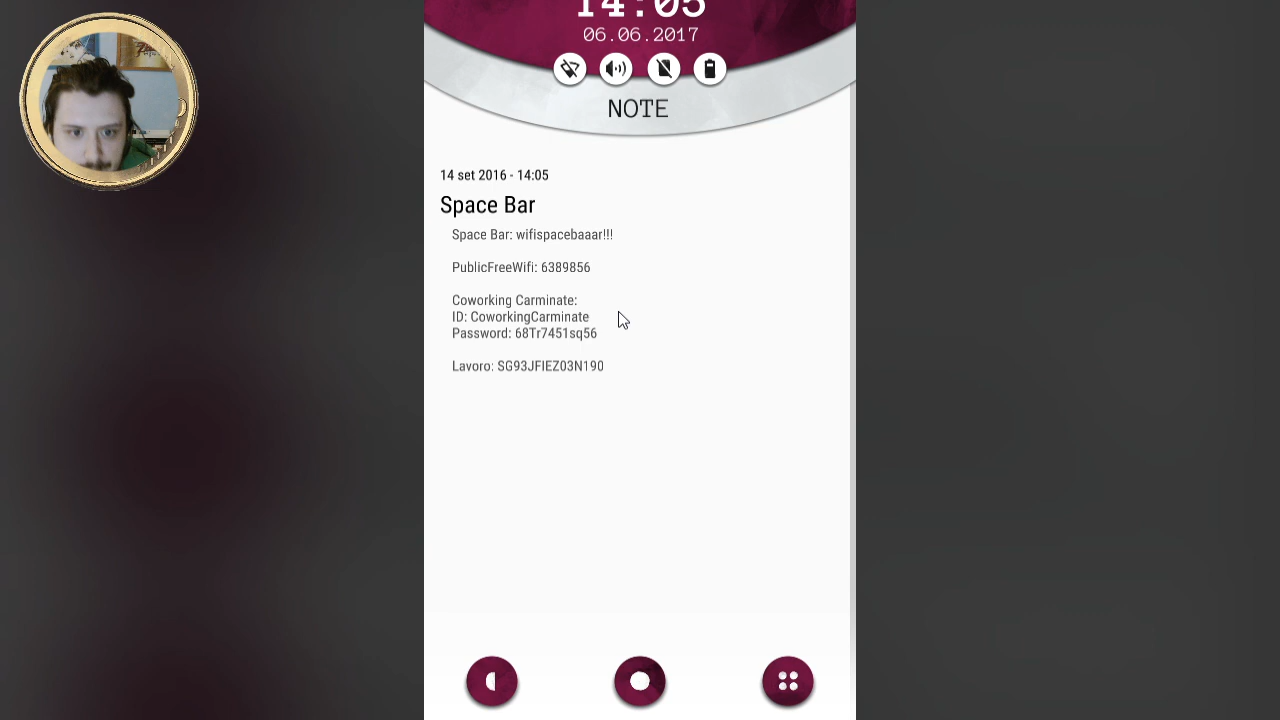 14:05
06.06.2017
NOTE
14 set 2016 - 14:05
Space Bar
Space Bar: wifispacebaaar!!!
PublicFreeWifi: 6389856
Coworking Carminate:
ID: CoworkingCarminate
Password: 68Tr7451sq56
Lavoro: SG93JFIEZ03N190